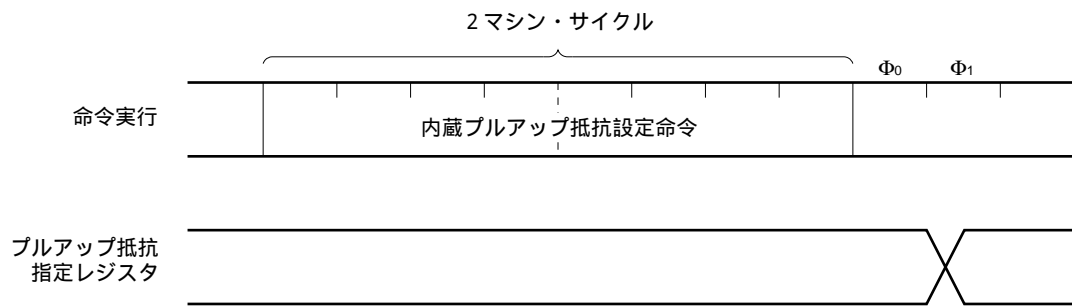 2 マシン・サイクル
Φ0 Φ1
命令実行
内蔵プルアップ抵抗設定命令
プルアップ抵抗
指定レジスタ